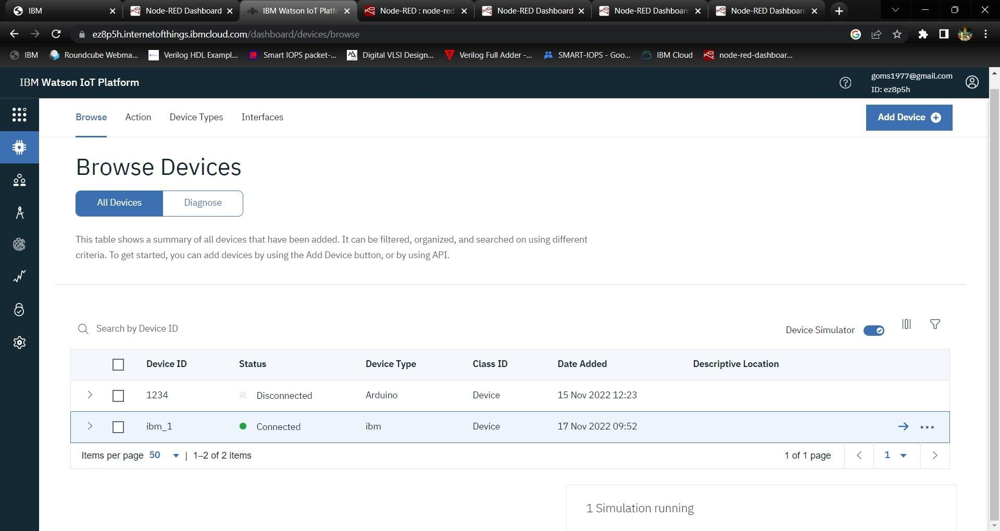 IBM
Node-RED Dashboard
IBM Watson IoT Platfo
Node-RED : node-red
Node-RED Dashboard
Node-RED Dashboard
Node-RED Dashboard
ez8p5h.internetofthings.ibmcloud.com/dashboard/devices/browse
IBM
Roundcube Webma...
Verilog HDL Exampl...
Smart IOPS packet-...
Digital VLSI Design...
Verilog Full Adder -...
SMART-IOPS - Goo...
IBM Cloud
node-red-dashboar...
IBM Watson IoT Platform
goms1977@gmail.com
ID: ez8p5h
Browse Action Device Types Interfaces
Add Device
Browse Devices
All Devices Diagnose
This table shows a summary of all devices that have been added. It can be filtered, organized, and searched on using different
criteria. To get started, you can add devices by using the Add Device button, or by using API.
Search by Device ID
Device Simulator
Device ID Status Device Type Class ID Date Added Descriptive Location
1234 Disconnected Arduino Device 15 Nov 2022 12:23
ibm_1 Connected ibm Device 17 Nov 2022 09:52
Items per page 50 | 1–2 of 2 items
1 of 1 page 1
1 Simulation running